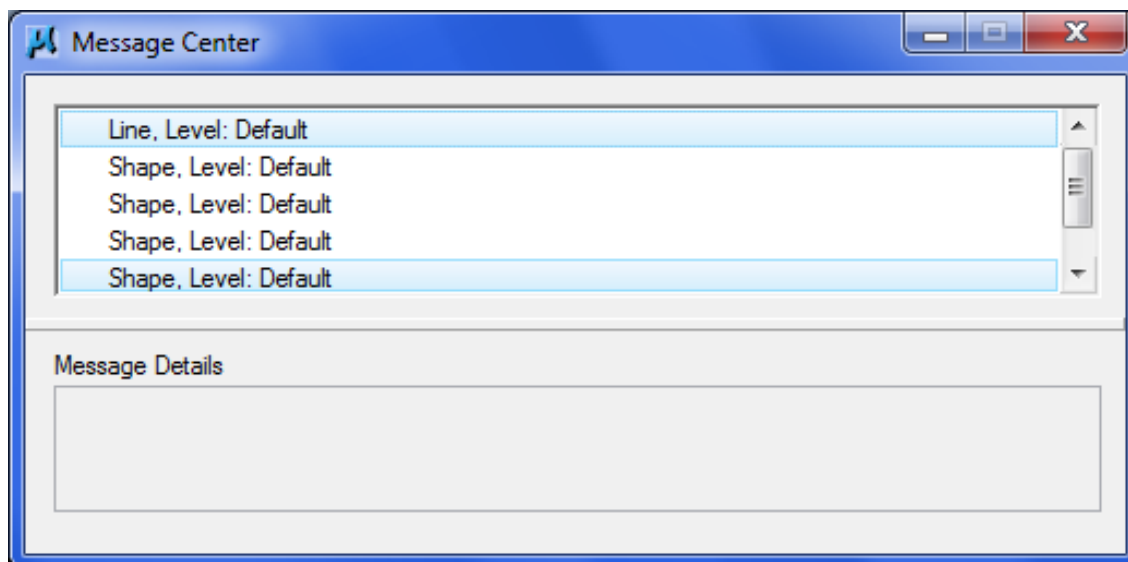 Message Center
Line, Level: Default
Shape, Level: Default
Shape, Level: Default
Shape, Level: Default
Shape, Level: Default
Message Details